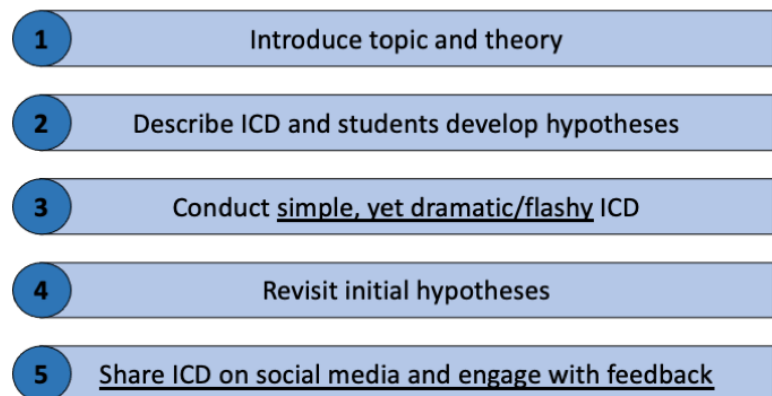 1 Introduce topic and theory
2 Describe ICD and students develop hypotheses
3 Conduct simple, yet dramatic/flashy ICD
4 Revisit initial hypotheses
5 Share ICD on social media and engage with feedback